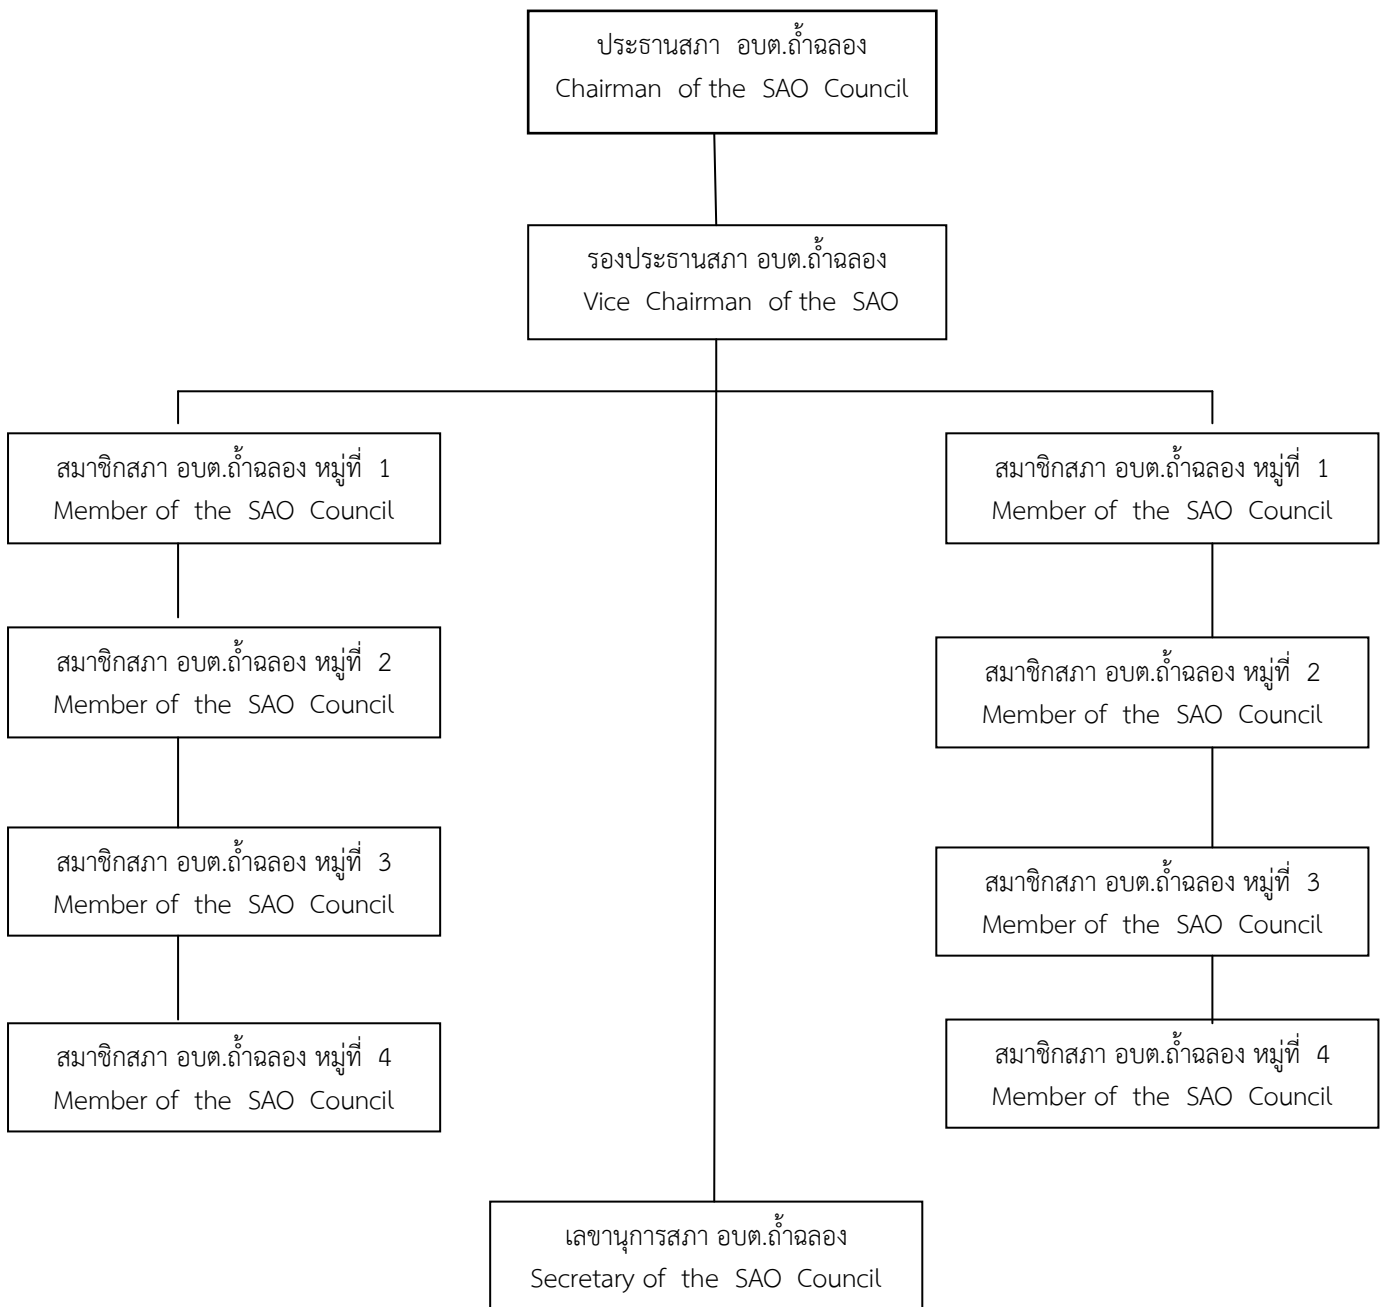 ประธานสภา อบต.ถ้ำฉลอง
Chairman of the SAO Council
รองประธานสภา อบต.ถ้ำฉลอง
Vice Chairman of the SAO
สมาชิกสภา อบต.ถ้ำฉลอง หมู่ที่ 1
Member of the SAO Council
สมาชิกสภา อบต.ถ้ำฉลอง หมู่ที่ 1
Member of the SAO Council
สมาชิกสภา อบต.ถ้ำฉลอง หมู่ที่ 2
Member of the SAO Council
สมาชิกสภา อบต.ถ้ำฉลอง หมู่ที่ 2
Member of the SAO Council
สมาชิกสภา อบต.ถ้ำฉลอง หมู่ที่ 3
Member of the SAO Council
สมาชิกสภา อบต.ถ้ำฉลอง หมู่ที่ 3
Member of the SAO Council
สมาชิกสภา อบต.ถ้ำฉลอง หมู่ที่ 4
Member of the SAO Council
สมาชิกสภา อบต.ถ้ำฉลอง หมู่ที่ 4
Member of the SAO Council
เลขานุการสภา อบต.ถ้ำฉลอง
Secretary of the SAO Council